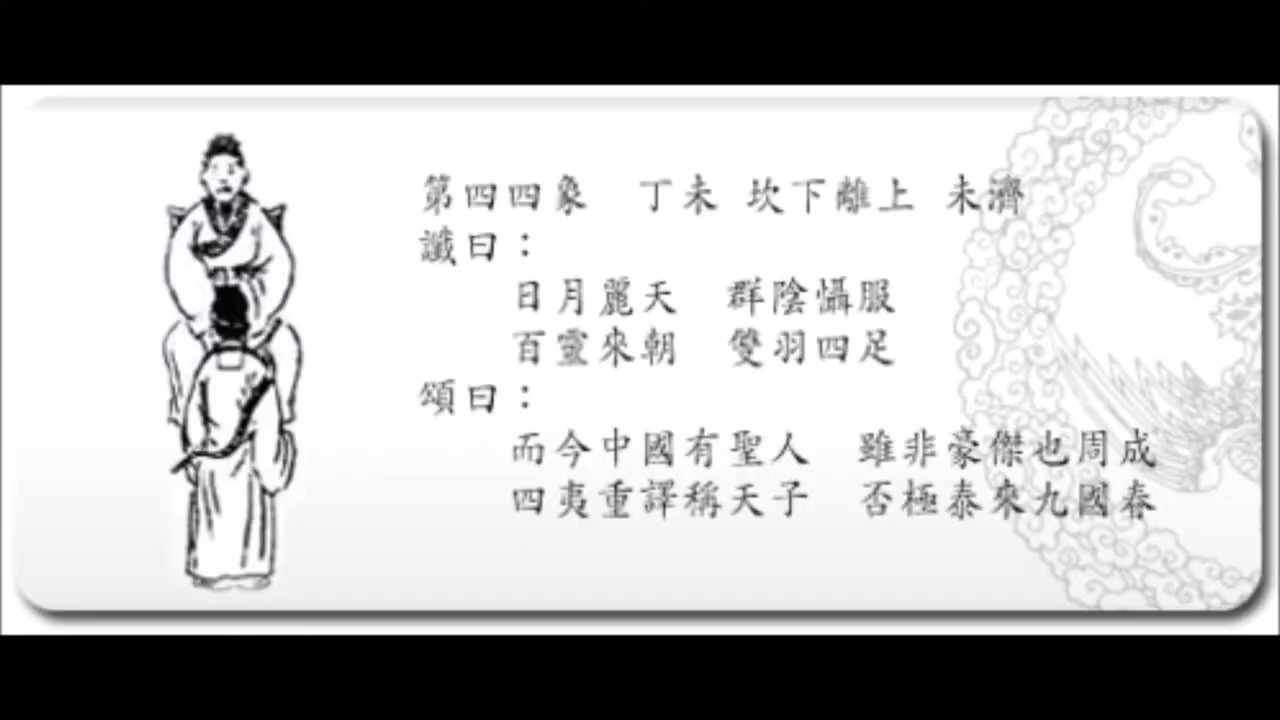 第四四象　丁未　坎下離上　未濟
讖曰：
日月麗天　群陰懾服
百靈來朝　雙羽四足
頌曰：
而今中國有聖人　雖非豪傑也周成
四夷重譯稱天子　否極泰來九國春